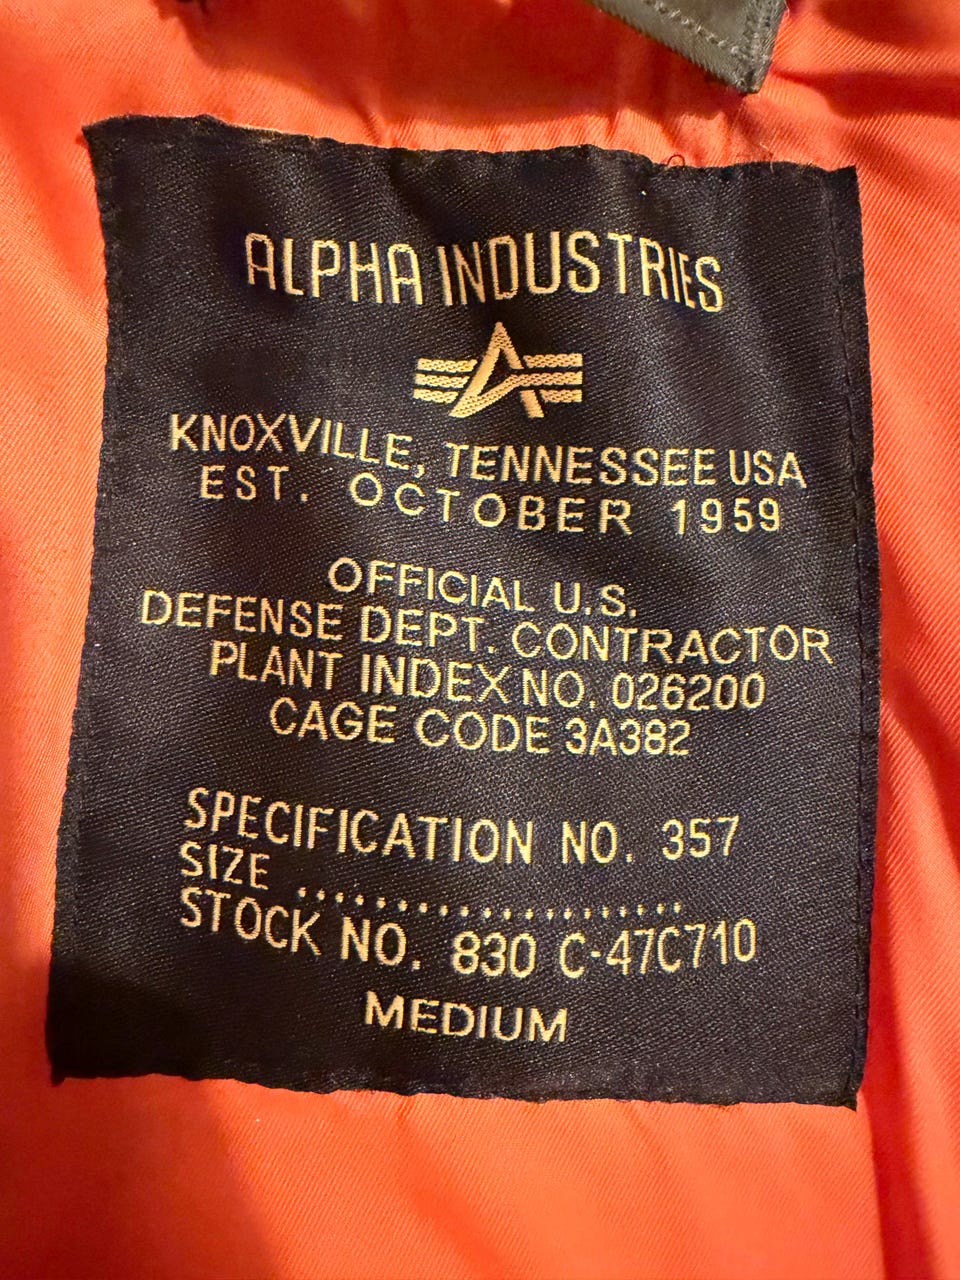 ALPHA INDUSTRIES
KNOXVILLE, TENNESSEE USA
EST. OCTOBER 1959
OFFICIAL U.S.
DEFENSE DEPT. CONTRACTOR
PLANT INDEX NO. 026200
CAGE CODE 3A382
SPECIFICATION NO. 357
SIZE ....................
STOCK NO. 830 C-47C710
MEDIUM